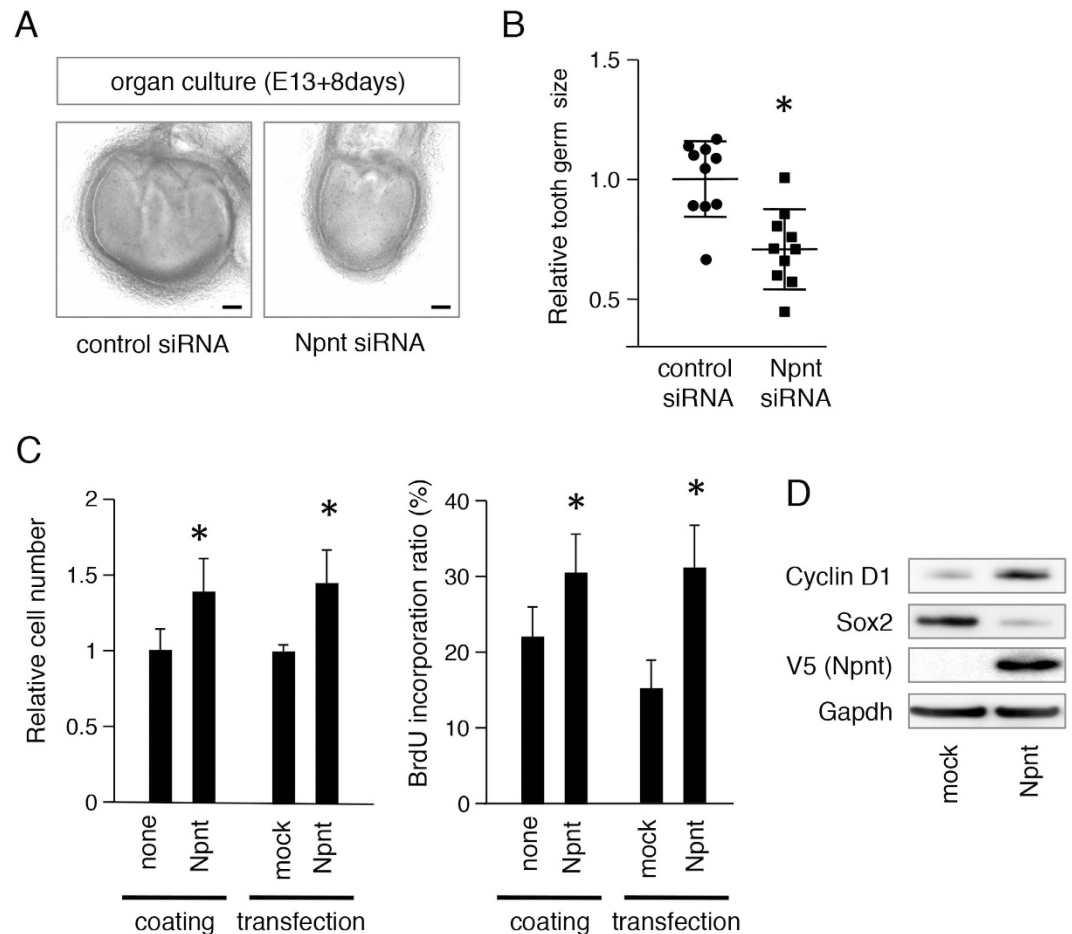 A
organ culture (E13+8days)
control siRNA
Npnt siRNA
B
Relative tooth germ size
1.5
1.0
0.5
*
control
siRNA
Npnt
siRNA
C
Relative cell number
2
1.5
1
0.5
0
*
*
none
Npnt
mock
Npnt
coating
transfection
BrdU incorporation ratio (%)
40
30
20
10
0
*
*
none
Npnt
mock
Npnt
coating
transfection
D
Cyclin D1
Sox2
V5 (Npnt)
Gapdh
mock
Npnt